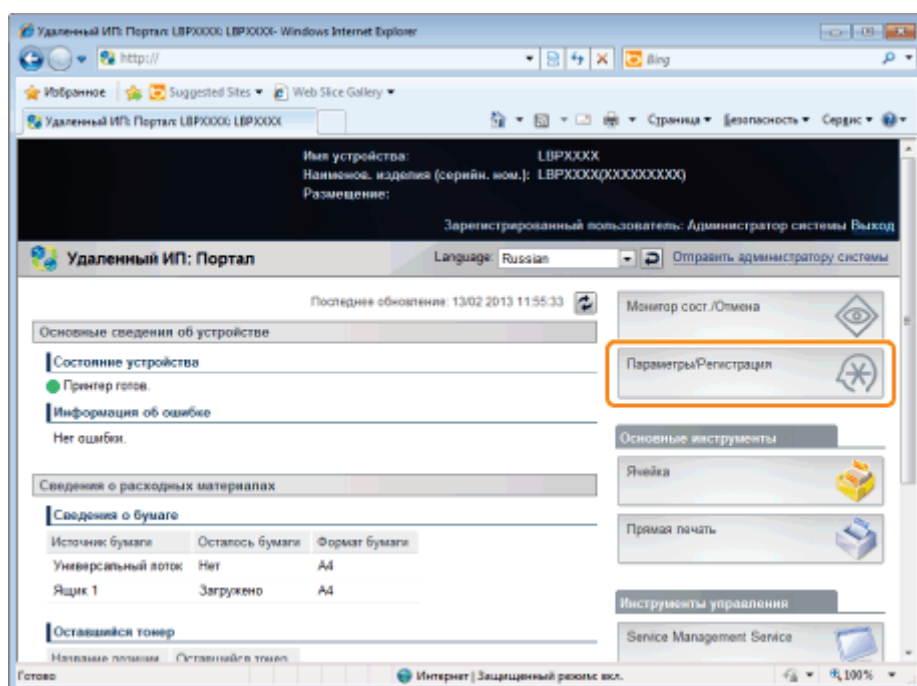 Удаленный ИП: Портал: LBPXXXX: LBPXXXX- Windows Internet Explorer
http://
Bing
Избранное
Suggested Sites
Web Slice Gallery
Удаленный ИП: Портал: LBPXXXX: LBPXXXX
Страница
Безопасность
Сервис
Имя устройства: LBPXXXX
Наименов. изделия (серийн. ном.): LBPXXXX(XXXXXXXXX)
Размещение:
Зарегистрированный пользователь: Администратор системы Выход
Удаленный ИП: Портал
Language: Russian
Отправить администратору системы
Последнее обновление: 13/02 2013 11:55:33
Основные сведения об устройстве
Состояние устройства
Принтер готов.
Информация об ошибке
Нет ошибки.
Сведения о расходных материалах
Сведения о бумаге
Источник бумаги Осталось бумаги Формат бумаги
Универсальный лоток Нет A4
Ящик 1 Загружено A4
Оставшийся тонер
Название позиции Оставшийся тонер
Монитор сост./Отмена
Параметры/Регистрация
Основные инструменты
Ячейка
Прямая печать
Инструменты управления
Service Management Service
Готово
Интернет | Защищенный режим: вкл.
100%